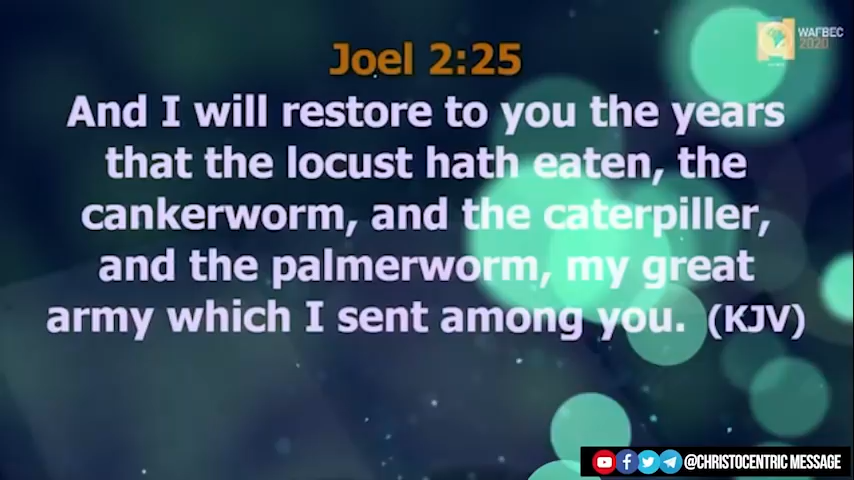 WAFBEC
2020
Joel 2:25
And I will restore to you the years
that the locust hath eaten, the
cankerworm, and the caterpiller,
and the palmerworm, my great
army which I sent among you. (KJV)
@CHRISTOCENTRIC MESSAGE